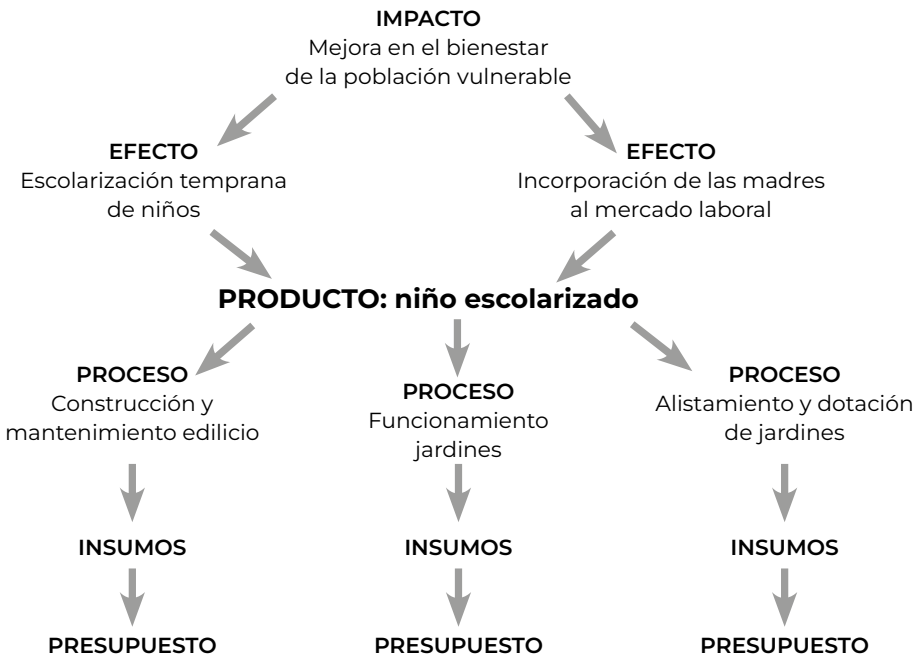 IMPACTO
Mejora en el bienestar
de la población vulnerable
EFECTO
Escolarización temprana
de niños
EFECTO
Incorporación de las madres
al mercado laboral
PRODUCTO: niño escolarizado
PROCESO
Construcción y
mantenimiento edilicio
PROCESO
Funcionamiento
jardines
PROCESO
Alistamiento y dotación
de jardines
INSUMOS
INSUMOS
INSUMOS
PRESUPUESTO
PRESUPUESTO
PRESUPUESTO